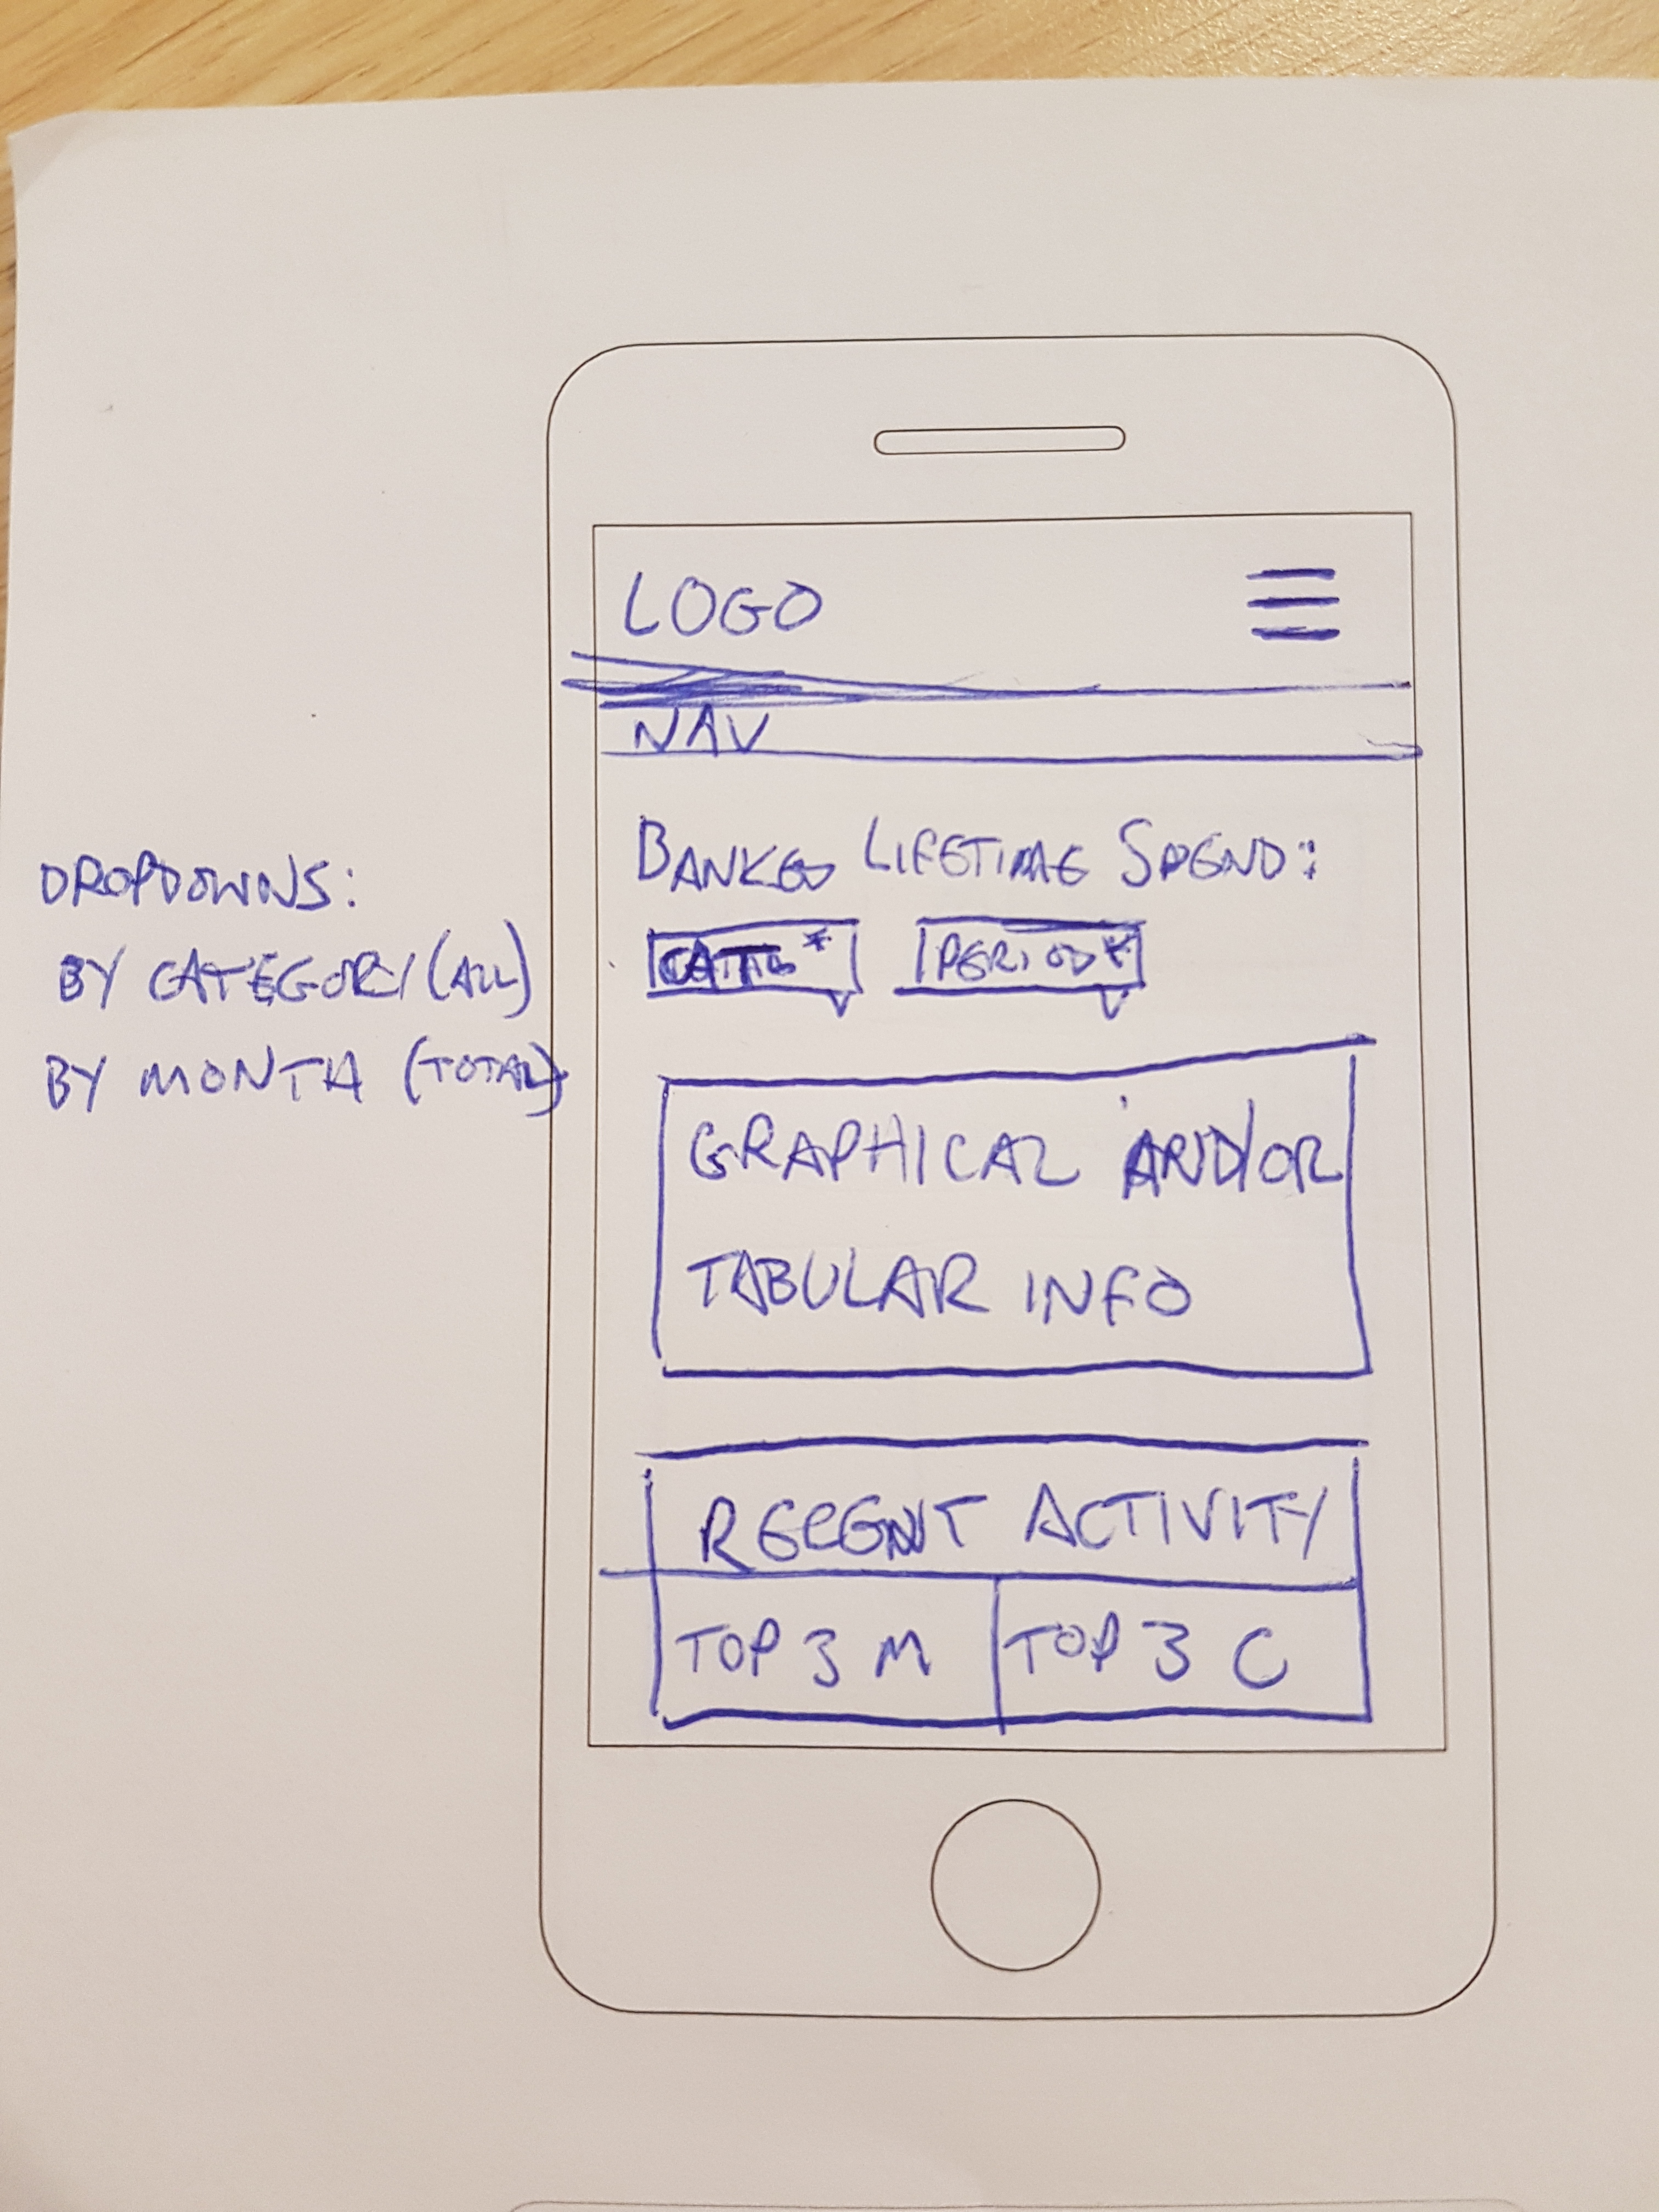 LOGO
NAV
BANKED LIFETIME SPEND:
* PERIOD*
GRAPHICAL AND/OR
TABULAR INFO
RECENT ACTIVITY
TOP 3 M TOP 3 C
DROPDOWNS:
BY CATEGORY (ALL)
BY MONTH (TOTAL)